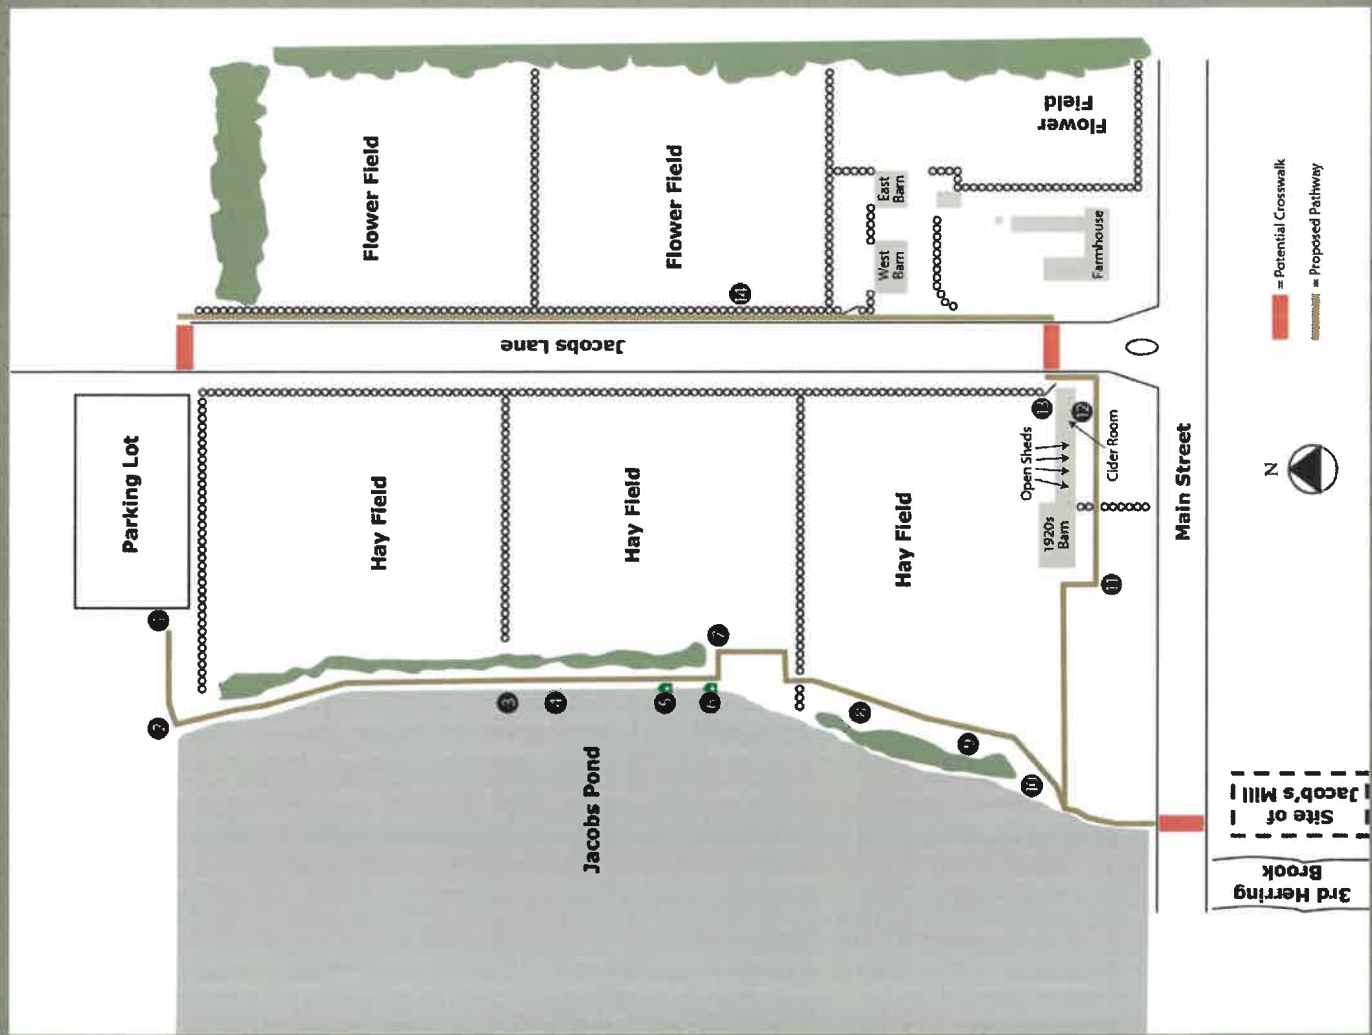 Flower Field
Flower Field
Flower
Field
East
Barn
West
Barn
Farmhouse
Jacobs Lane
= Potential Crosswalk
= Proposed Pathway
N
Parking Lot
Hay Field
Hay Field
Hay Field
Open Sheds
Cider Room
1920s
Barn
Main Street
Jacobs Pond
Site of
Jacob's Mill
3rd Herring
Brook
1
2
3
4
5
6
7
8
9
10
11
12
13
14